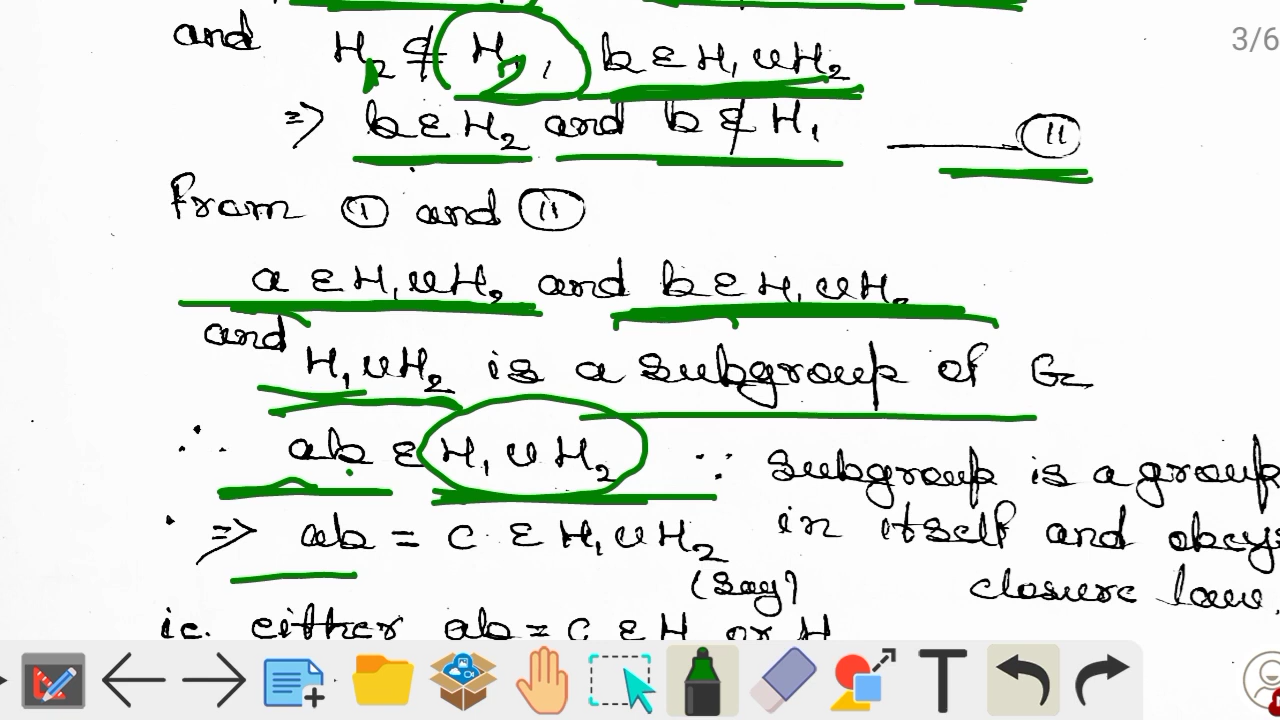 and H₂ ⊄ H₁, b ∈ H₁ ∪ H₂
3/6
⇒ b ∈ H₂ and b ∉ H₁ ——— (II)
From (I) and (II)
a ∈ H₁ ∪ H₂ and b ∈ H₁ ∪ H₂
and H₁ ∪ H₂ is a subgroup of G
∴ ab ∈ H₁ ∪ H₂ ∵ subgroup is a group
⇒ ab = c ∈ H₁ ∪ H₂ in itself and obeys
(say) closure law.
ie. either ab = c ∈ H or H
T